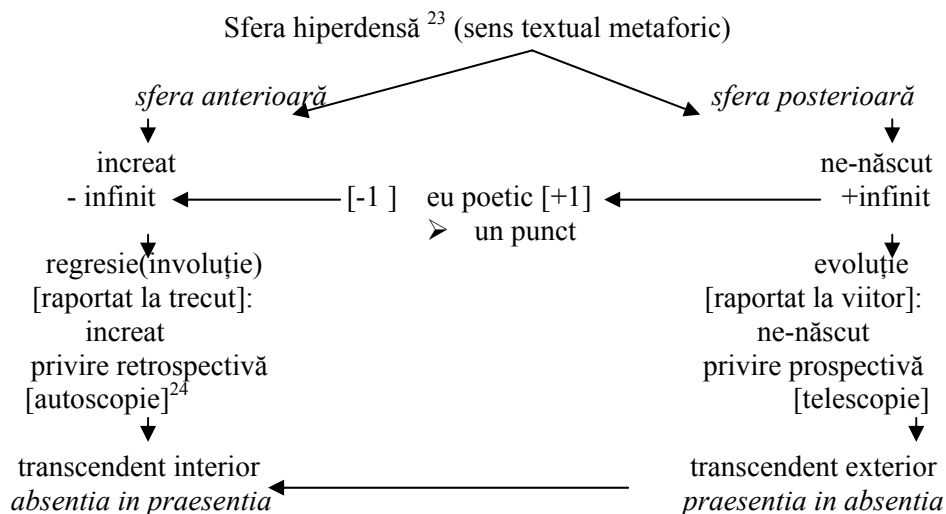 Sfera hiperdensă 23 (sens textual metaforic)
sfera anterioară sfera posterioară
increat ne-născut
- infinit [-1 ] eu poetic [+1] +infinit
➢ un punct
regresie(involuție) evoluție
[raportat la trecut]: [raportat la viitor]:
increat ne-născut
privire retrospectivă privire prospectivă
[autoscopie]24 [telescopie]
transcendent interior transcendent exterior
absentia in praesentia praesentia in absentia